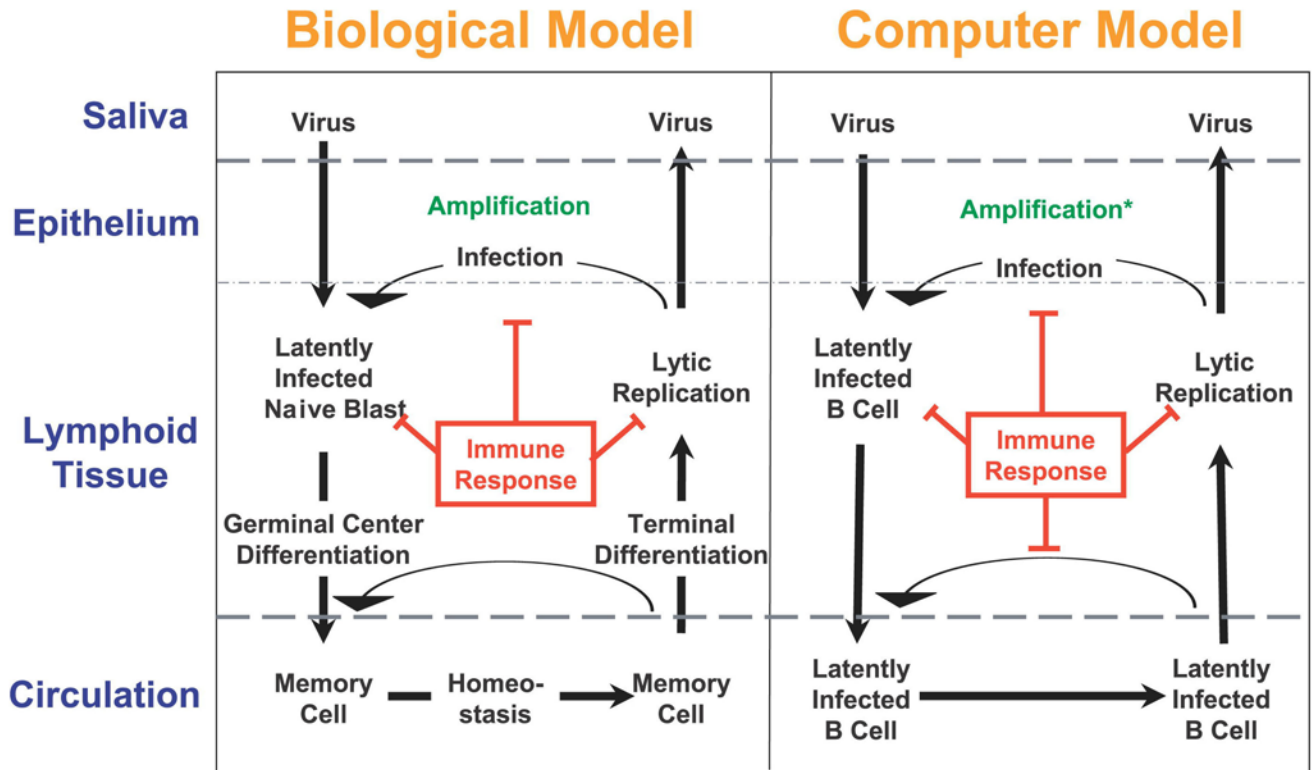 Biological Model
Computer Model
Saliva
Virus
Virus
Virus
Virus
Epithelium
Amplification
Amplification*
Infection
Infection
Lymphoid
Tissue
Latently
Infected
Naive Blast
Lytic
Replication
Immune
Response
Germinal Center
Differentiation
Terminal
Differentiation
Latently
Infected
B Cell
Lytic
Replication
Immune
Response
Circulation
Memory
Cell
Homeo-
stasis
Memory
Cell
Latently
Infected
B Cell
Latently
Infected
B Cell